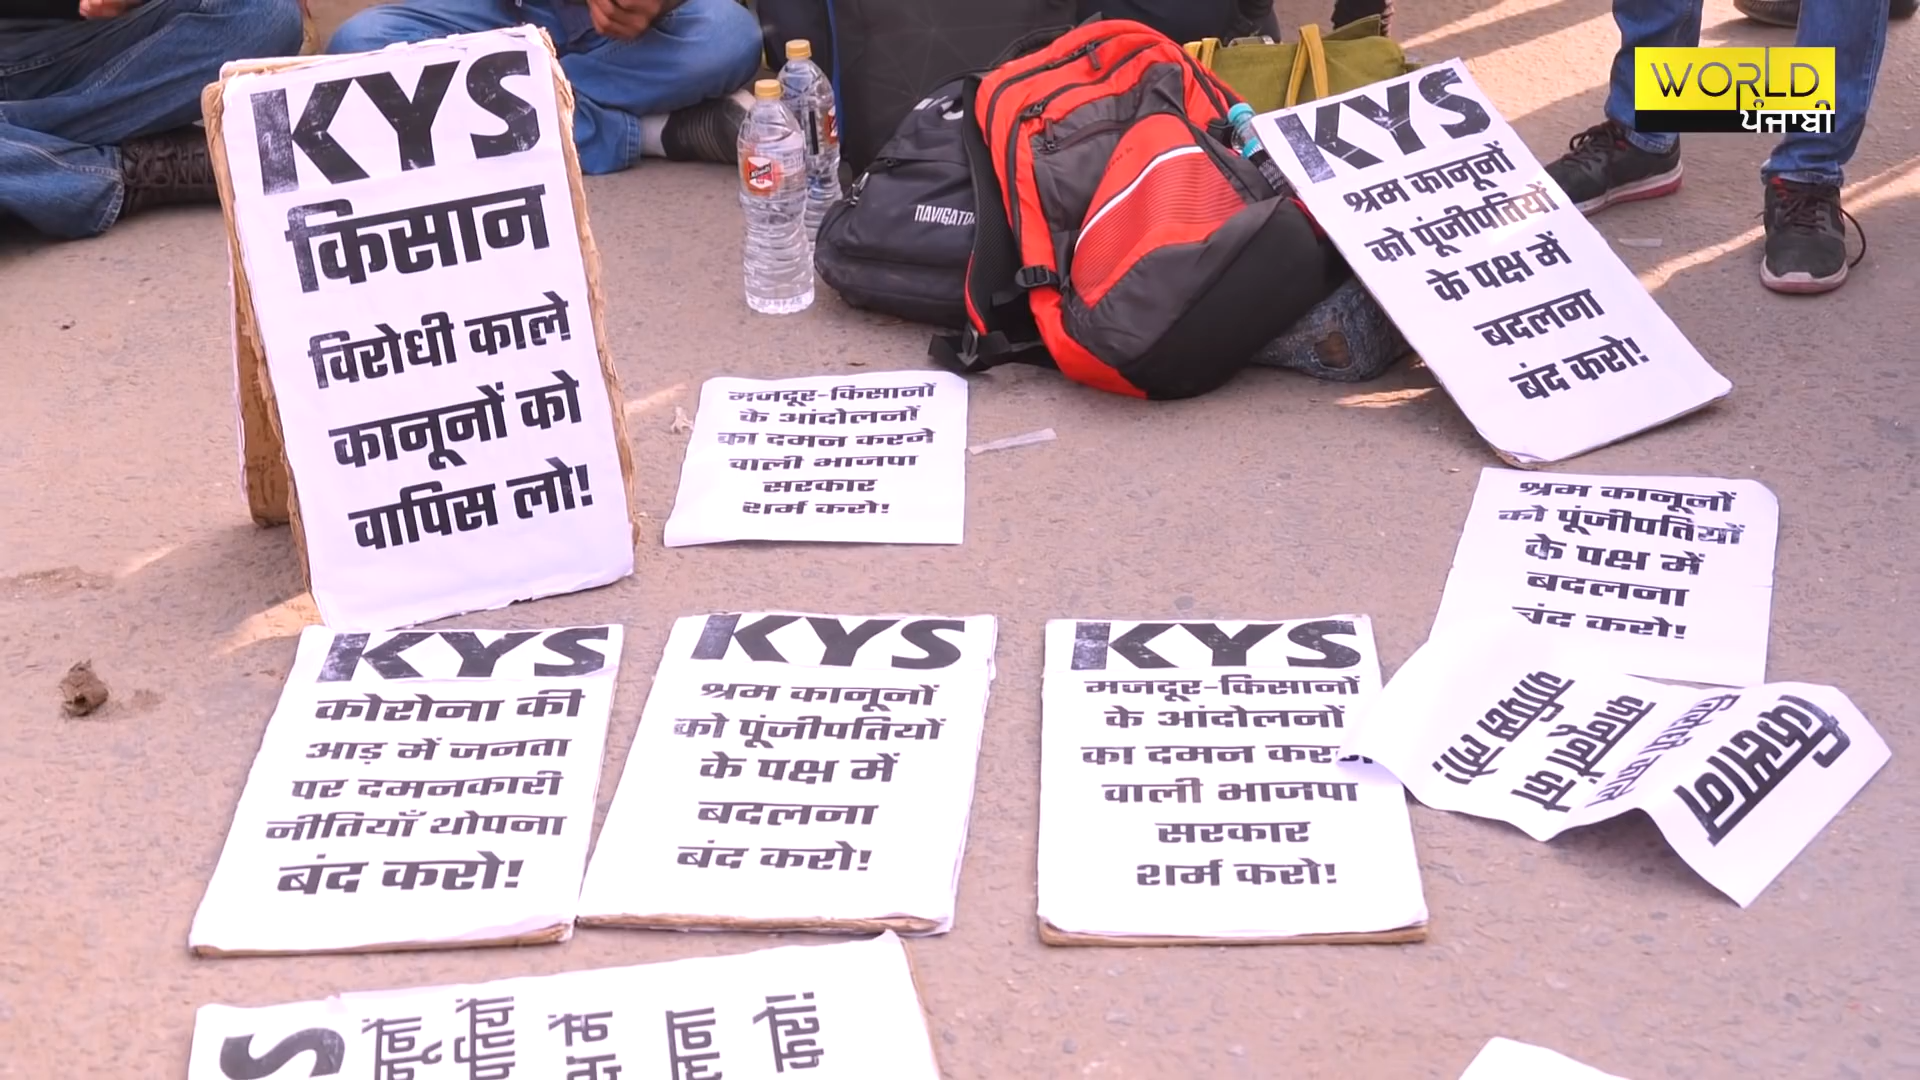 WORLD
ਪੰਜਾਬੀ
KYS
किसान
विरोधी काले
कानूनों को
वापिस लो!
NAVIGATOR
KYS
श्रम कानूनों
को पूंजीपतियों
के पक्ष में
बदलना
बंद करो!
मजदूर-किसानों
के आंदोलनों
का दमन करने
वाली भाजपा
सरकार
शर्म करो!
श्रम कानूनों
को पूंजीपतियों
के पक्ष में
बदलना
बंद करो!
KYS
कोरोना की
आड़ में जनता
पर दमनकारी
नीतियाँ थोपना
बंद करो!
KYS
श्रम कानूनों
को पूंजीपतियों
के पक्ष में
बदलना
बंद करो!
KYS
मजदूर-किसानों
के आंदोलनों
का दमन
वाली भाजपा
सरकार
शर्म करो!
किसान
विरोधी काले
कानूनों को
वापिस लो!
S